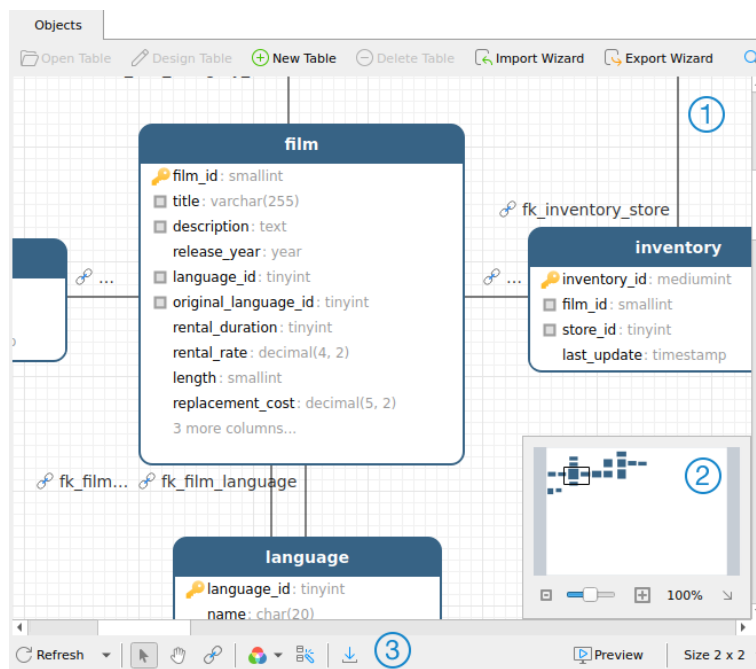 Objects
Open Table Design Table New Table Delete Table Import Wizard Export Wizard
1
film
film_id: smallint
title: varchar(255)
description: text
release_year: year
language_id: tinyint
original_language_id: tinyint
rental_duration: tinyint
rental_rate: decimal(4, 2)
length: smallint
replacement_cost: decimal(5, 2)
3 more columns...
...
...
fk_inventory_store
inventory
inventory_id: mediumint
film_id: smallint
store_id: tinyint
last_update: timestamp
fk_film... fk_film_language
language
language_id: tinyint
name: char(20)
2
100%
Refresh
3
Preview
Size 2 x 2